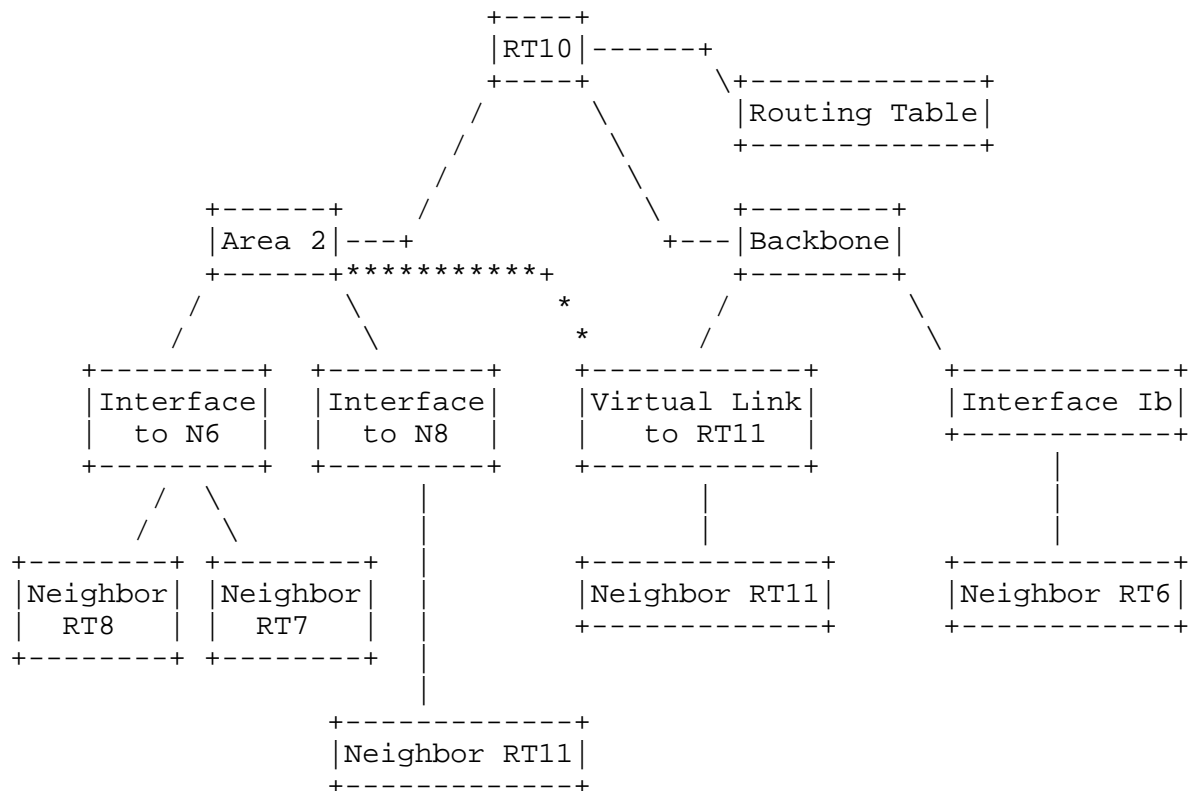 RT10
Routing Table
Area 2
Backbone
Interface
to N6
Interface
to N8
Virtual Link
to RT11
Interface Ib
Neighbor
RT8
Neighbor
RT7
Neighbor RT11
Neighbor RT6
Neighbor RT11